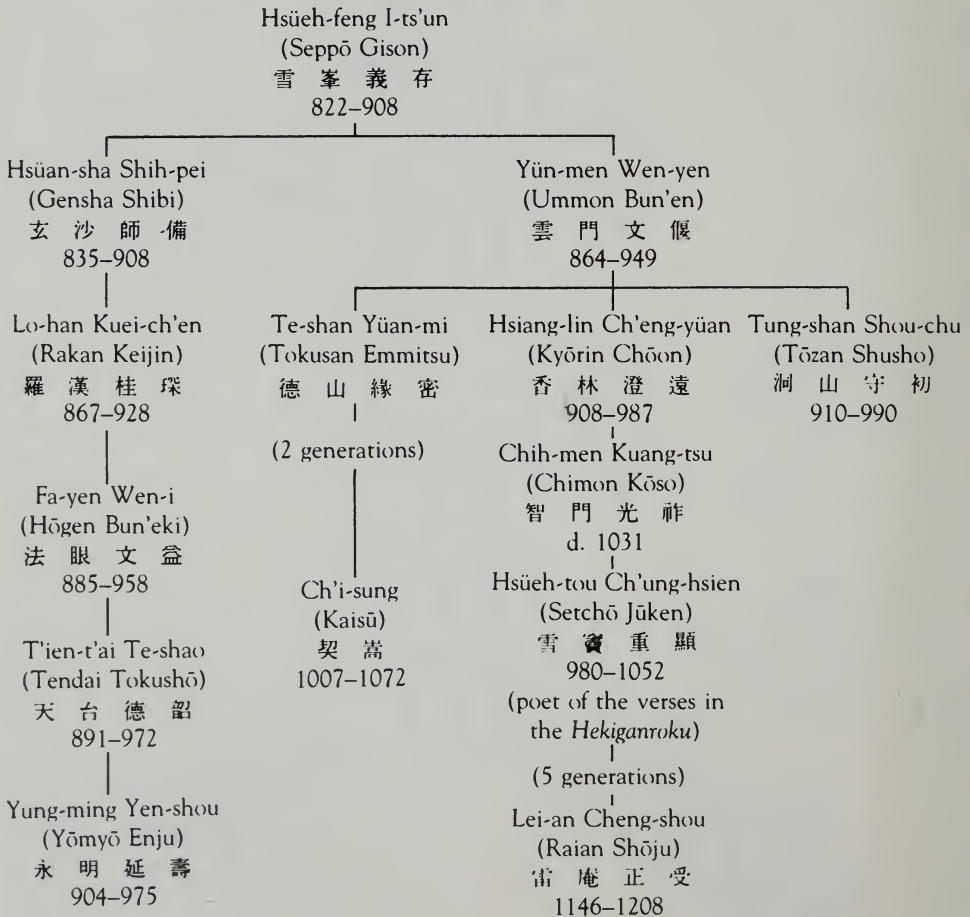 Hsüeh-feng I-ts'un
(Seppō Gison)
雪峯義存
822–908
Hsüan-sha Shih-pei
(Gensha Shibi)
玄沙師備
835–908
Yün-men Wen-yen
(Ummon Bun'en)
雲門文偃
864–949
Lo-han Kuei-ch'en
(Rakan Keijin)
羅漢桂琛
867–928
Te-shan Yüan-mi
(Tokusan Emmitsu)
德山緣密
(2 generations)
Hsiang-lin Ch'eng-yüan
(Kyōrin Chōon)
香林澄遠
908–987
Tung-shan Shou-chu
(Tōzan Shusho)
洞山守初
910–990
Fa-yen Wen-i
(Hōgen Bun'eki)
法眼文益
885–958
Ch'i-sung
(Kaisū)
契嵩
1007–1072
Chih-men Kuang-tsu
(Chimon Kōso)
智門光祚
d. 1031
Hsüeh-tou Ch'ung-hsien
(Setchō Jūken)
雪竇重顯
980–1052
(poet of the verses in
the Hekiganroku)
(5 generations)
Lei-an Cheng-shou
(Raian Shōju)
雷庵正受
1146–1208
T'ien-t'ai Te-shao
(Tendai Tokushō)
天台德韶
891–972
Yung-ming Yen-shou
(Yōmyō Enju)
永明延壽
904–975